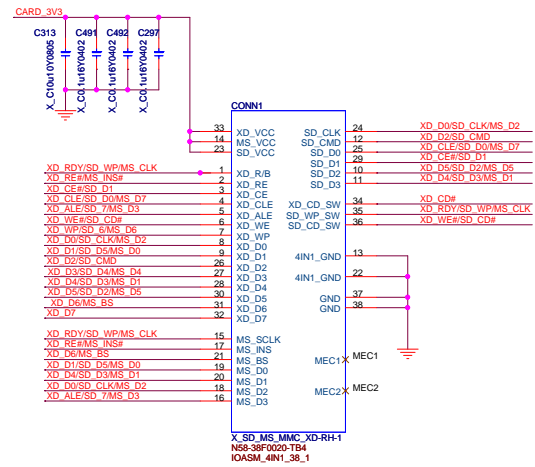 CARD_3V3
C313 C491 C492 C297
X_C10u10Y0805
X_C0.1u16Y0402
X_C0.1u16Y0402
X_C0.1u16Y0402
CONN1
33 XD_VCC
14 MS_VCC
23 SD_VCC
XD_RDY/SD_WP/MS_CLK 1 XD_R/B
XD_RE#/MS_INS# 2 XD_RE
XD_CE#/SD_D1 3 XD_CE
XD_CLE/SD_D0/MS_D7 4 XD_CLE
XD_ALE/SD_7/MS_D3 5 XD_ALE
XD_WE#/SD_CD# 6 XD_WE
XD_WP/SD_6/MS_D6 7 XD_WP
XD_D0/SD_CLK/MS_D2 8 XD_D0
XD_D1/SD_D5/MS_D0 9 XD_D1
XD_D2/SD_CMD 26 XD_D2
XD_D3/SD_D4/MS_D4 27 XD_D3
XD_D4/SD_D3/MS_D1 28 XD_D4
XD_D5/SD_D2/MS_D5 30 XD_D5
XD_D6/MS_BS 31 XD_D6
XD_D7 32 XD_D7
XD_RDY/SD_WP/MS_CLK 15 MS_SCLK
XD_RE#/MS_INS# 17 MS_INS
XD_D6/MS_BS 21 MS_BS
XD_D1/SD_D5/MS_D0 19 MS_D0
XD_D4/SD_D3/MS_D1 20 MS_D1
XD_D0/SD_CLK/MS_D2 18 MS_D2
XD_ALE/SD_7/MS_D3 16 MS_D3
SD_CLK 24 XD_D0/SD_CLK/MS_D2
SD_CMD 12 XD_D2/SD_CMD
SD_D0 25 XD_CLE/SD_D0/MS_D7
SD_D1 29 XD_CE#/SD_D1
SD_D2 10 XD_D5/SD_D2/MS_D5
SD_D3 11 XD_D4/SD_D3/MS_D1
XD_CD_SW 34 XD_CD#
SD_WP_SW 35 XD_RDY/SD_WP/MS_CLK
SD_CD_SW 36 XD_WE#/SD_CD#
4IN1_GND 13
4IN1_GND 22
GND 37
GND 38
MEC1 MEC1
MEC2 MEC2
X_SD_MS_MMC_XD-RH-1
N58-38F0020-TB4
IOASM_4IN1_38_1